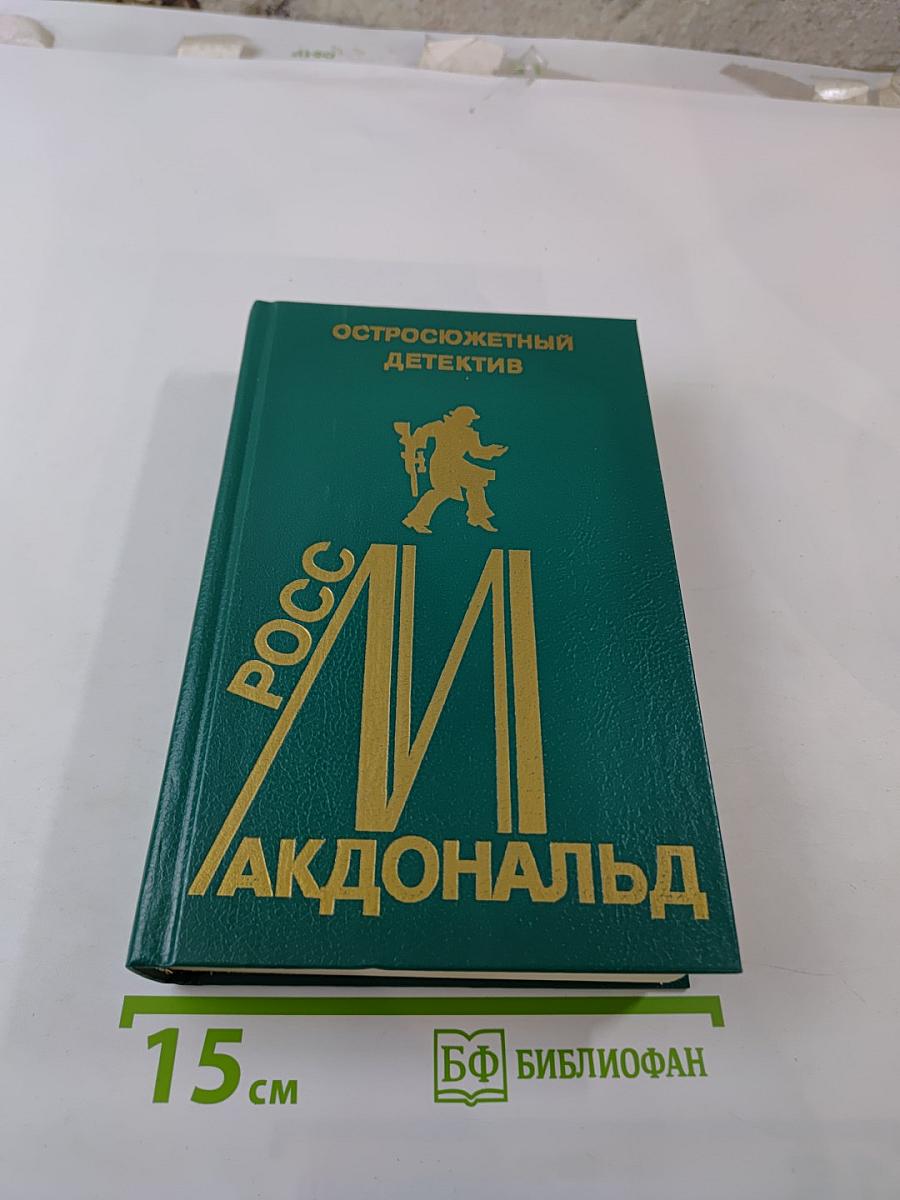 ОСТРОСЮЖЕТНЫЙ
ДЕТЕКТИВ
РОСС
МАКДОНАЛЬД
15 см
БФ БИБЛИОФАН